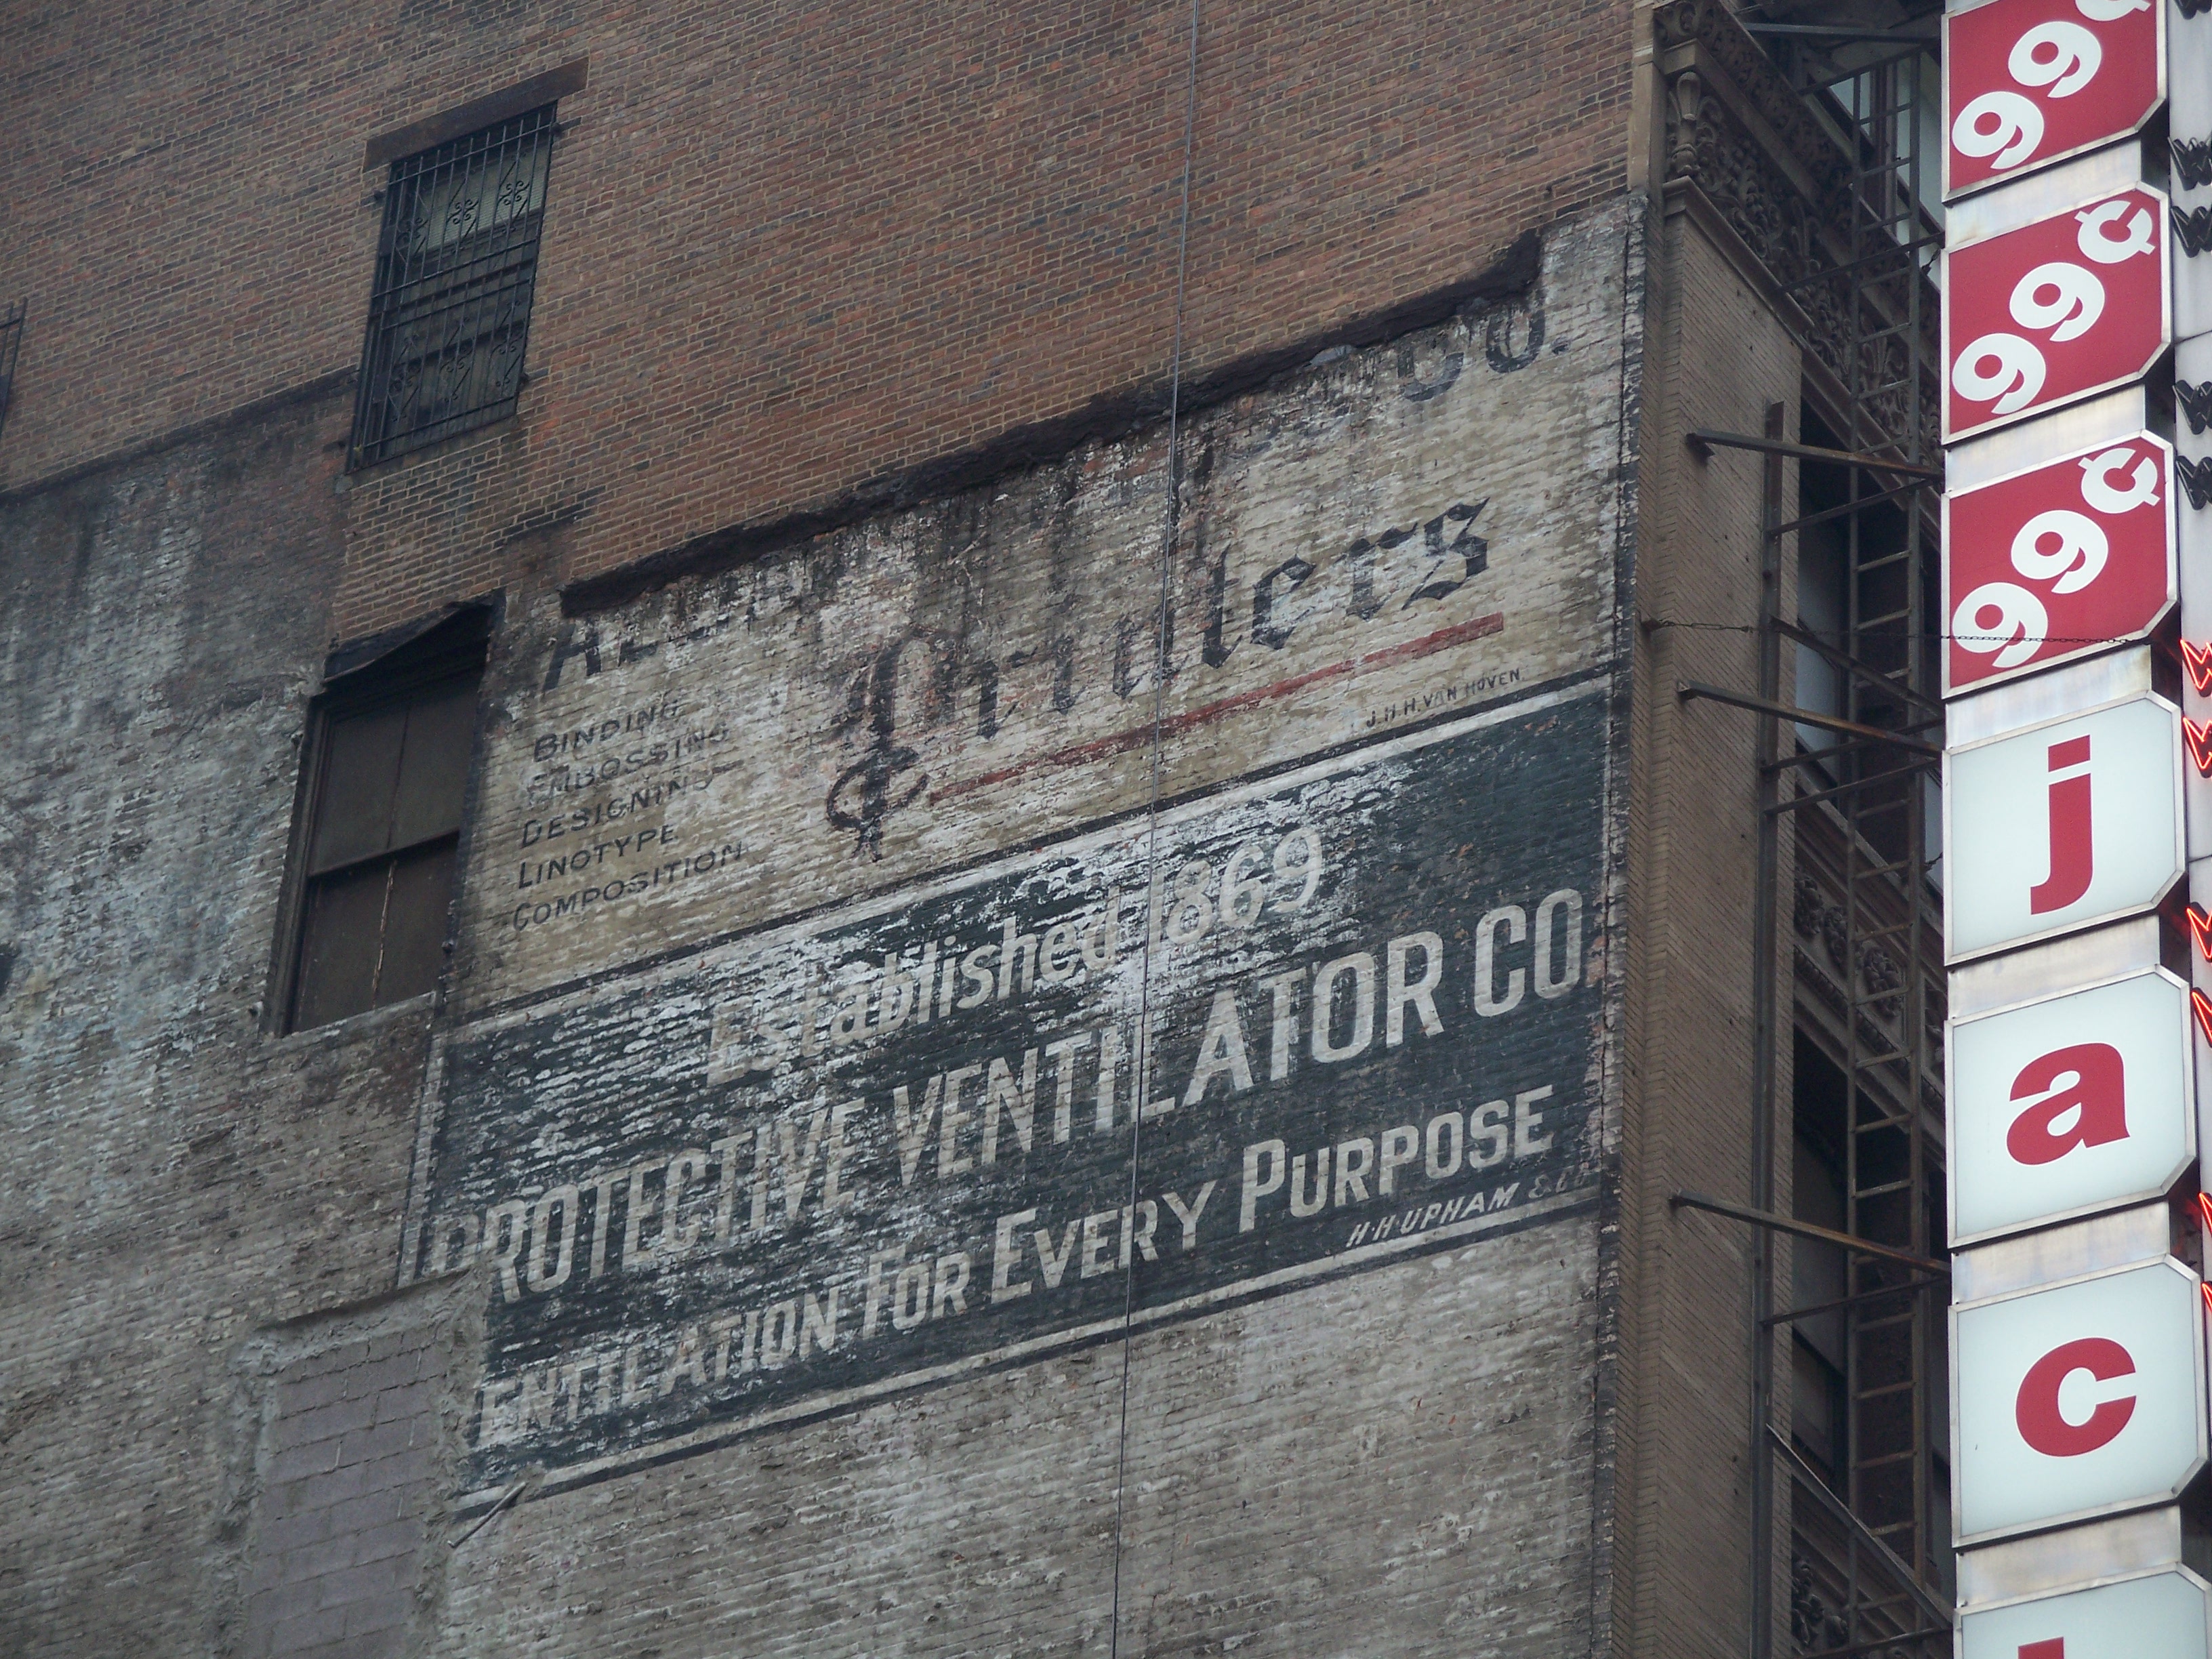 Co.
Printers
J.H.H. VAN HOVEN.
BINDING
EMBOSSING
DESIGNING
LINOTYPE
COMPOSITION
Established 1869
PROTECTIVE VENTILATOR CO.
ENTILATION FOR EVERY PURPOSE
H.H UPHAM & CO
99¢
99¢
99¢
j
a
c